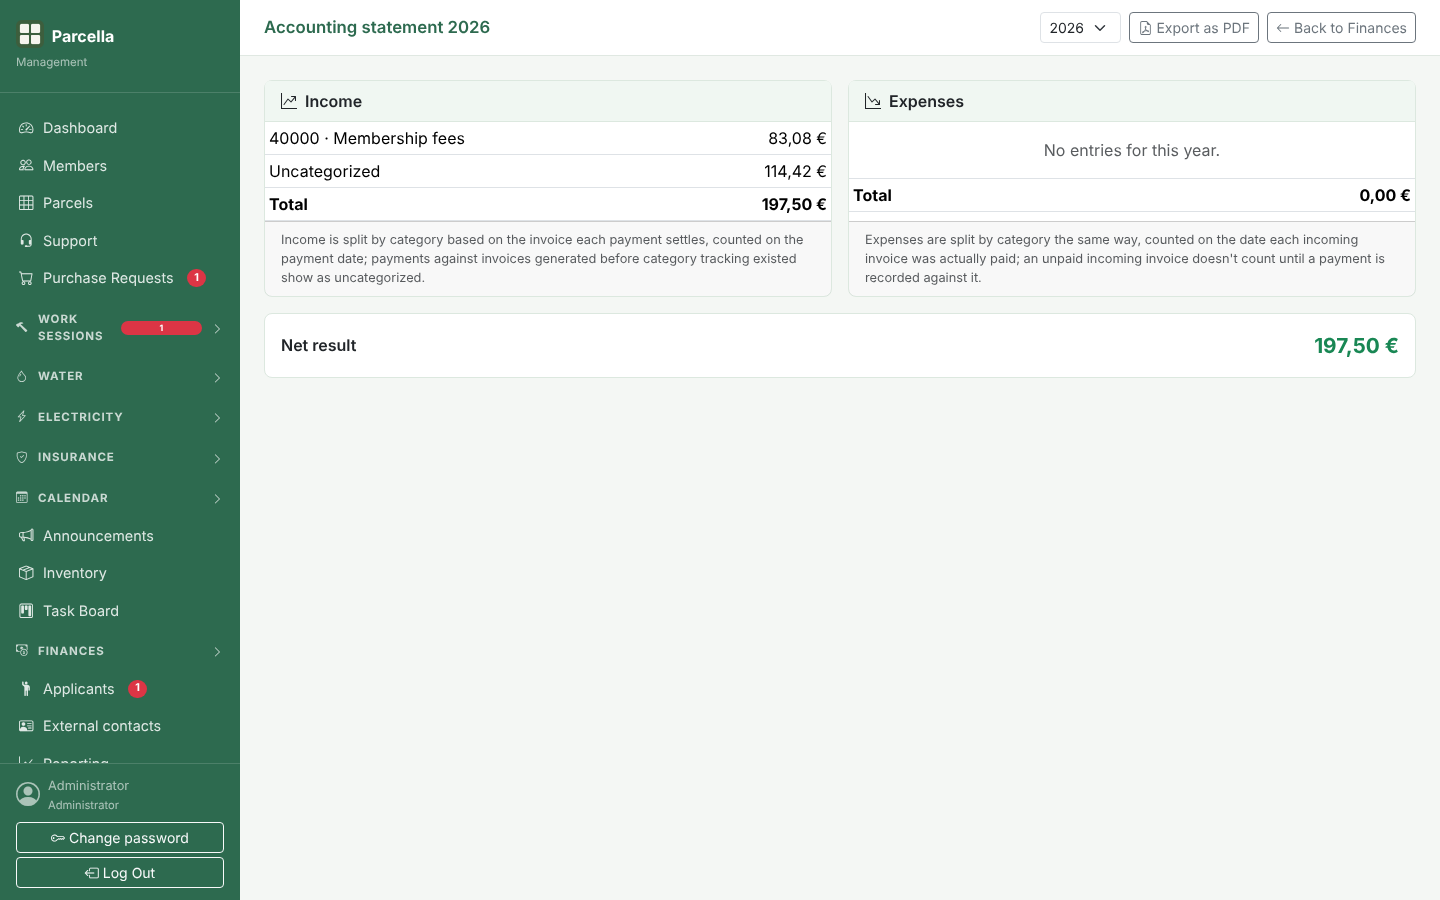 Parcella
Management
Dashboard
Members
Parcels
Support
Purchase Requests 1
WORK SESSIONS 1
WATER
ELECTRICITY
INSURANCE
CALENDAR
Announcements
Inventory
Task Board
FINANCES
Applicants 1
External contacts
Reporting
Administrator
Administrator
Change password
Log Out
Accounting statement 2026
2026
Export as PDF
Back to Finances
Income
40000 · Membership fees 83,08 €
Uncategorized 114,42 €
Total 197,50 €
Income is split by category based on the invoice each payment settles, counted on the
payment date; payments against invoices generated before category tracking existed
show as uncategorized.
Expenses
No entries for this year.
Total 0,00 €
Expenses are split by category the same way, counted on the date each incoming
invoice was actually paid; an unpaid incoming invoice doesn't count until a payment is
recorded against it.
Net result 197,50 €